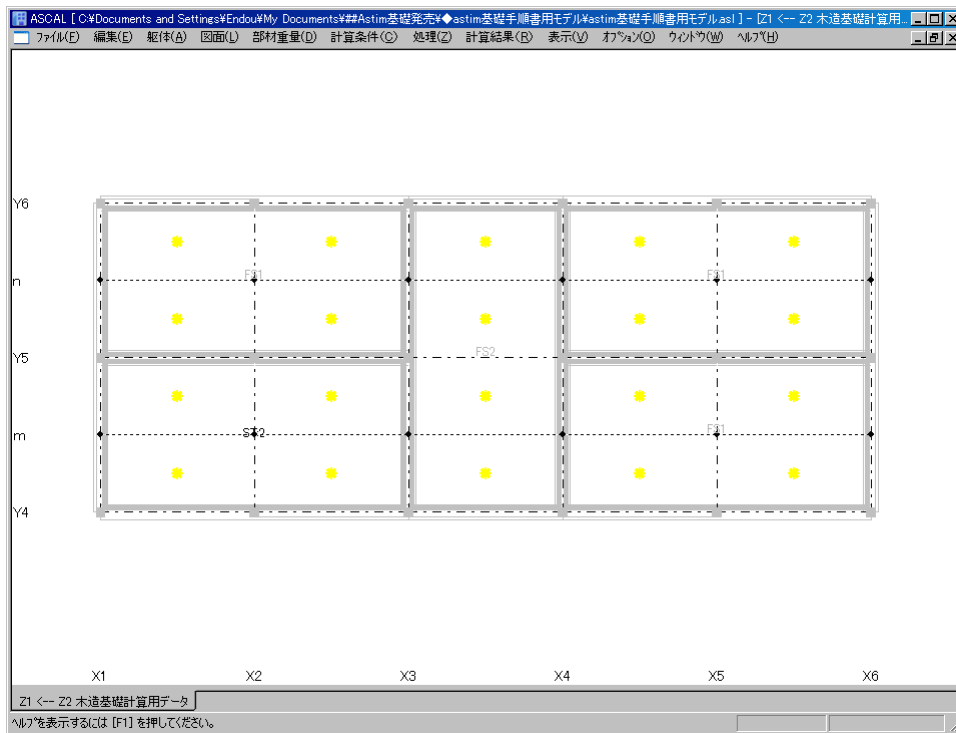 ASCAL [ C:¥Documents and Settings¥Endou¥My Documents¥##Astim基礎発売¥◆astim基礎手順書用モデル¥astim基礎手順書用モデル.asl ] - [Z1 <-- Z2 木造基礎計算用...
ファイル(F) 編集(E) 躯体(A) 図面(L) 部材重量(D) 計算条件(C) 処理(Z) 計算結果(R) 表示(V) オプション(O) ウィンドウ(W) ヘルプ(H)
Y6
n FS1 FS1
Y5 FS2
m FS1
Y4
X1 X2 X3 X4 X5 X6
Z1 <-- Z2 木造基礎計算用データ
ヘルプを表示するには [F1] を押してください。